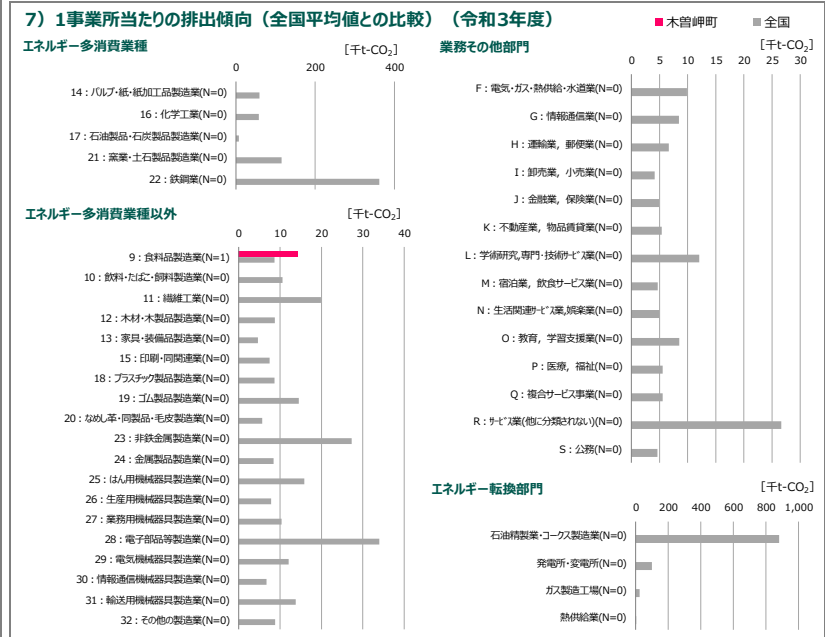 7）1事業所当たりの排出傾向（全国平均値との比較）（令和3年度）
■木曽岬町 ■全国
エネルギー多消費業種
[千t-CO₂]
0 200 400
14：パルプ・紙・紙加工品製造業(N=0)
16：化学工業(N=0)
17：石油製品・石炭製品製造業(N=0)
21：窯業・土石製品製造業(N=0)
22：鉄鋼業(N=0)
エネルギー多消費業種以外
[千t-CO₂]
0 10 20 30 40
9：食料品製造業(N=1)
10：飲料・たばこ・飼料製造業(N=0)
11：繊維工業(N=0)
12：木材・木製品製造業(N=0)
13：家具・装備品製造業(N=0)
15：印刷・同関連業(N=0)
18：プラスチック製品製造業(N=0)
19：ゴム製品製造業(N=0)
20：なめし革・同製品・毛皮製造業(N=0)
23：非鉄金属製造業(N=0)
24：金属製品製造業(N=0)
25：はん用機械器具製造業(N=0)
26：生産用機械器具製造業(N=0)
27：業務用機械器具製造業(N=0)
28：電子部品等製造業(N=0)
29：電気機械器具製造業(N=0)
30：情報通信機械器具製造業(N=0)
31：輸送用機械器具製造業(N=0)
32：その他の製造業(N=0)
業務その他部門
[千t-CO₂]
0 5 10 15 20 25 30
F：電気・ガス・熱供給・水道業(N=0)
G：情報通信業(N=0)
H：運輸業，郵便業(N=0)
I：卸売業，小売業(N=0)
J：金融業，保険業(N=0)
K：不動産業，物品賃貸業(N=0)
L：学術研究,専門・技術ｻｰﾋﾞｽ業(N=0)
M：宿泊業，飲食サービス業(N=0)
N：生活関連ｻｰﾋﾞｽ業,娯楽業(N=0)
O：教育，学習支援業(N=0)
P：医療，福祉(N=0)
Q：複合サービス事業(N=0)
R：ｻｰﾋﾞｽ業(他に分類されない)(N=0)
S：公務(N=0)
エネルギー転換部門
[千t-CO₂]
0 200 400 600 800 1,000
石油精製業・コークス製造業(N=0)
発電所・変電所(N=0)
ガス製造工場(N=0)
熱供給業(N=0)